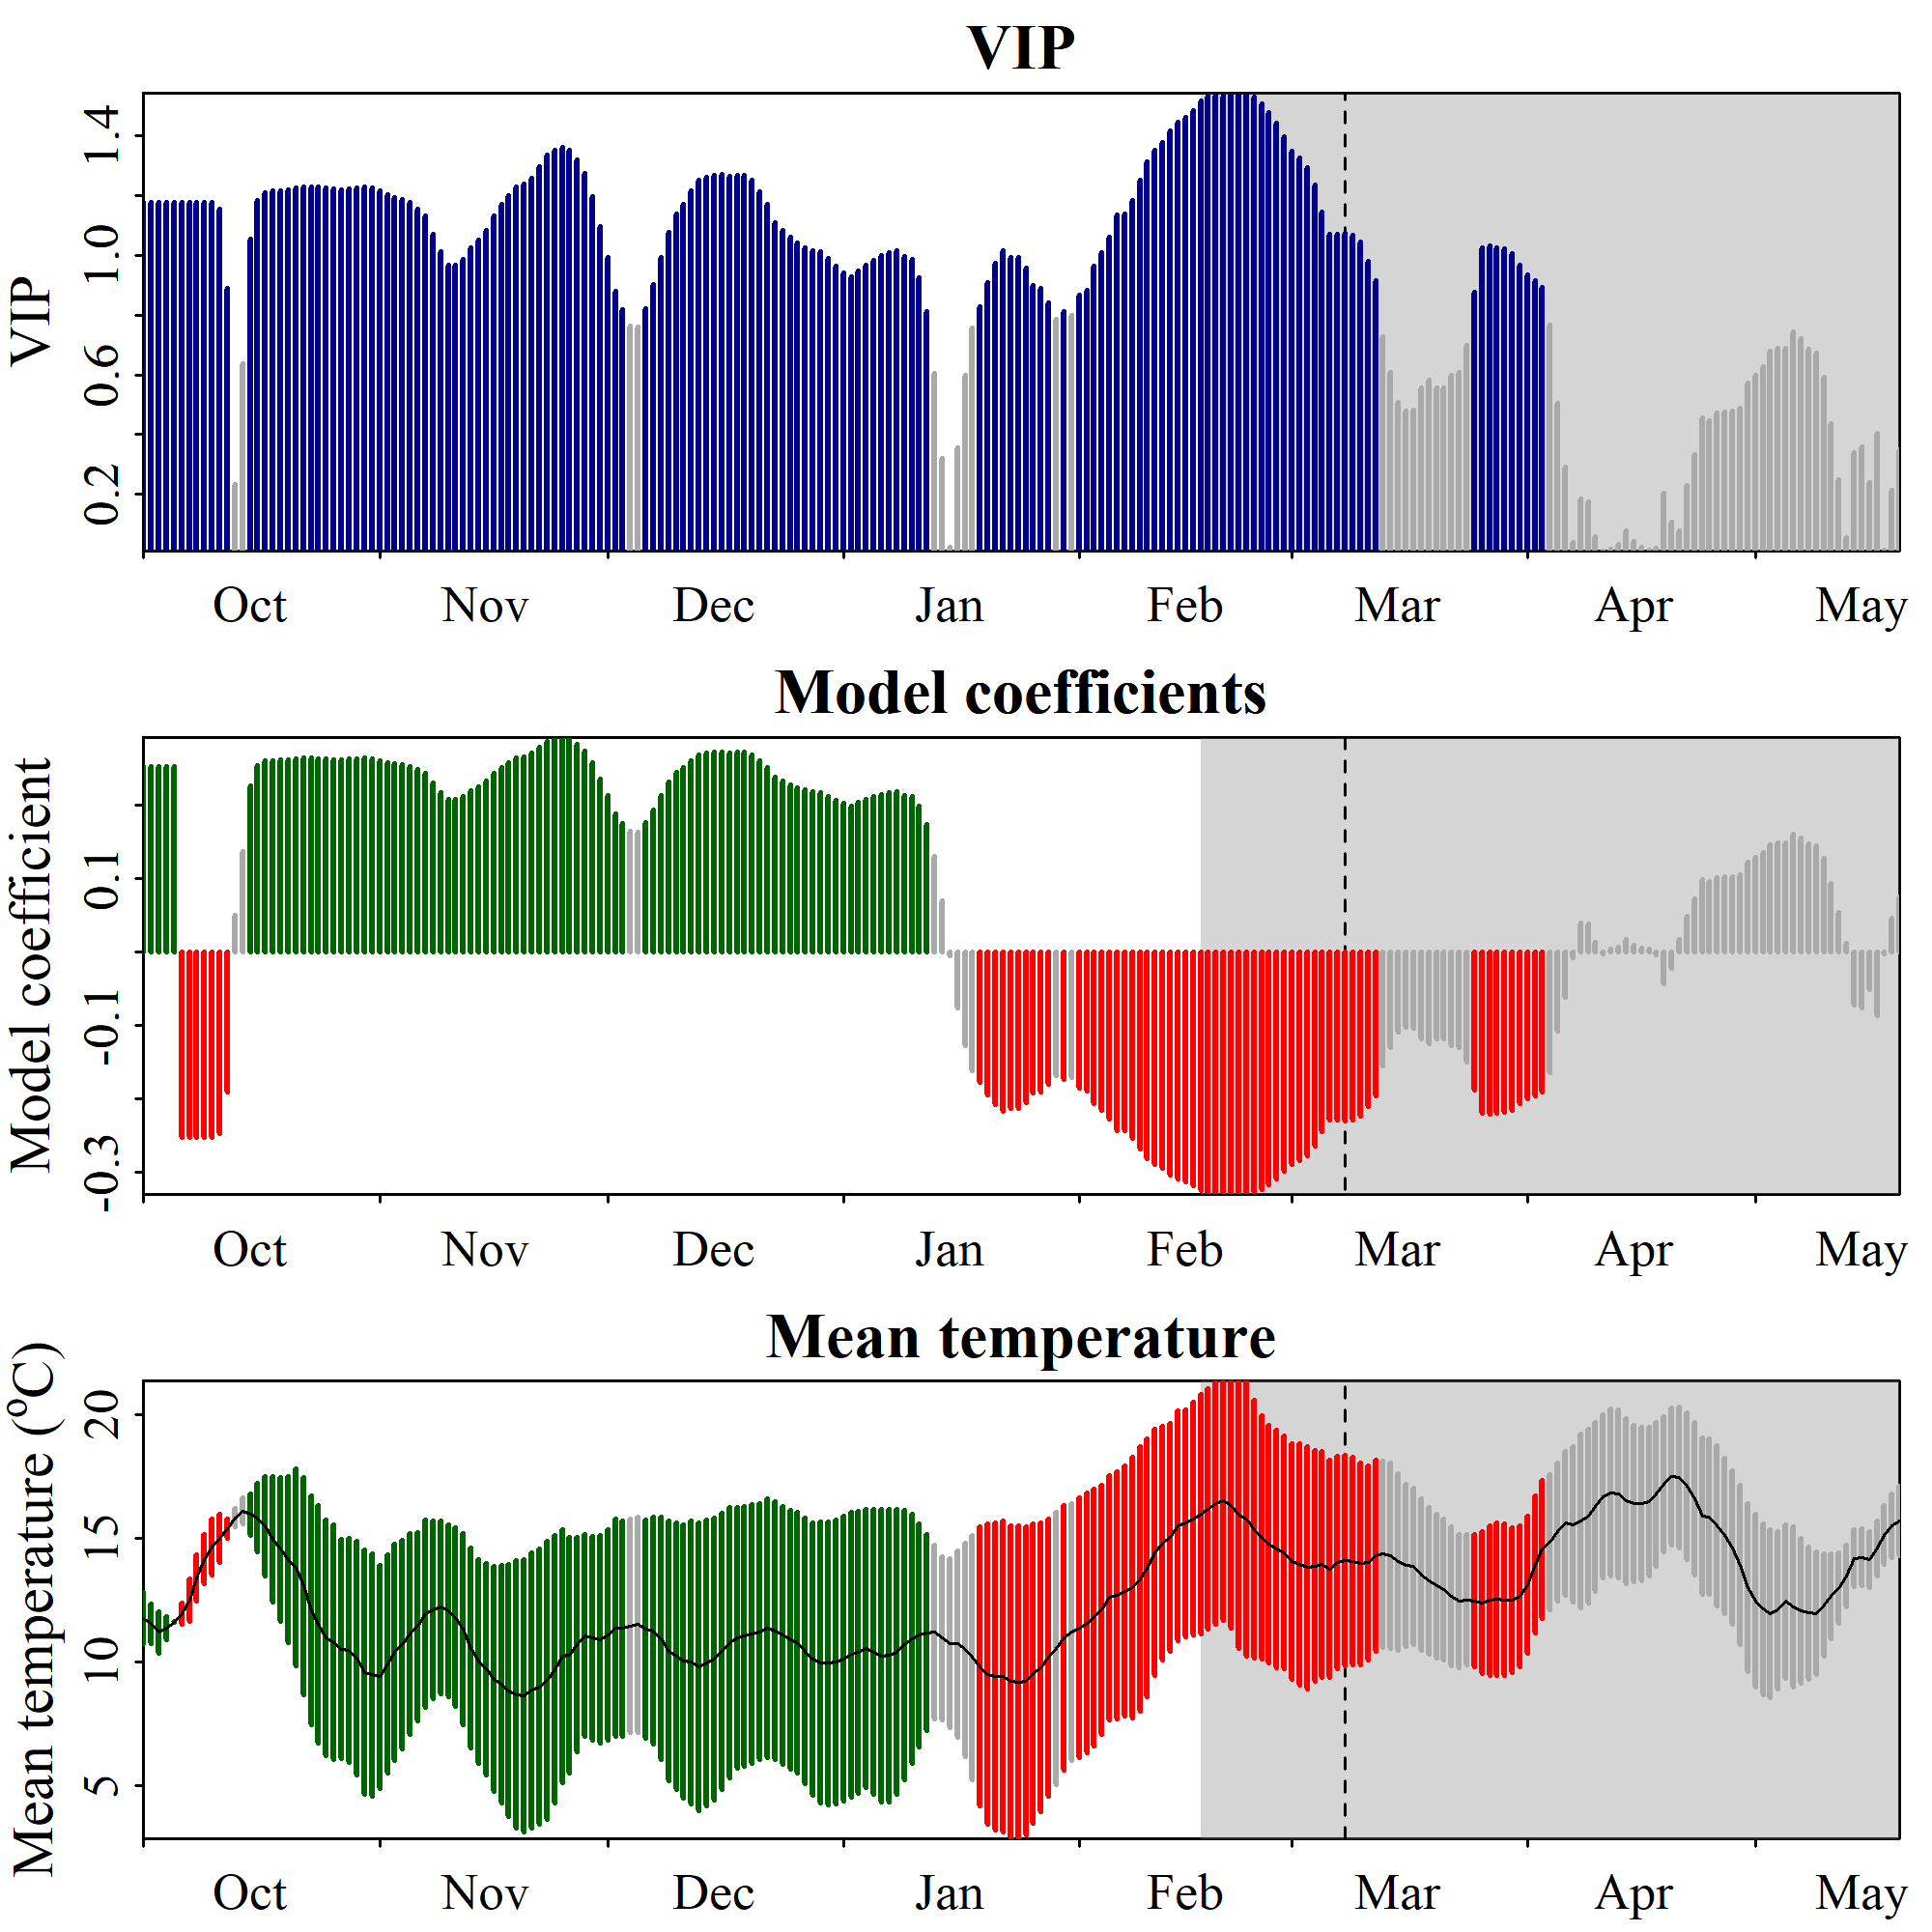 VIP
VIP
1.4
1.0
0.6
0.2
Oct Nov Dec Jan Feb Mar Apr May
Model coefficients
Model coefficient
0.1
-0.1
-0.3
Oct Nov Dec Jan Feb Mar Apr May
Mean temperature
Mean temperature (ºC)
20
15
10
5
Oct Nov Dec Jan Feb Mar Apr May